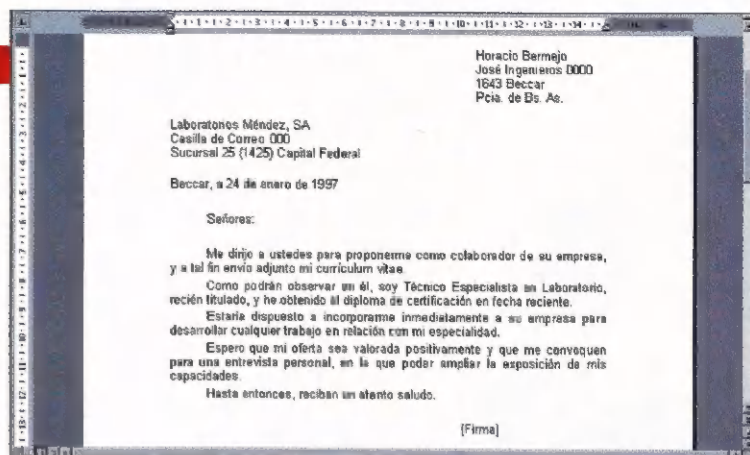 Horacio Bermejo
José Ingenieros 0000
1643 Beccar
Pcia. de Bs. As.
Laboratorios Méndez, SA
Casilla de Correo 000
Sucursal 25 (1425) Capital Federal
Beccar, a 24 de enero de 1997
Señores:
Me dirijo a ustedes para proponerme como colaborador de su empresa,
y a tal fin envío adjunto mi curriculum vitae.
Como podrán observar en él, soy Técnico Especialista en Laboratorio,
recién titulado, y he obtenido el diploma de certificación en fecha reciente.
Estaría dispuesto a incorporarme inmediatamente a su empresa para
desarrollar cualquier trabajo en relación con mi especialidad.
Espero que mi oferta sea valorada positivamente y que me convoquen
para una entrevista personal, en la que poder ampliar la exposición de mis
capacidades.
Hasta entonces, reciban un atento saludo.
[Firma]